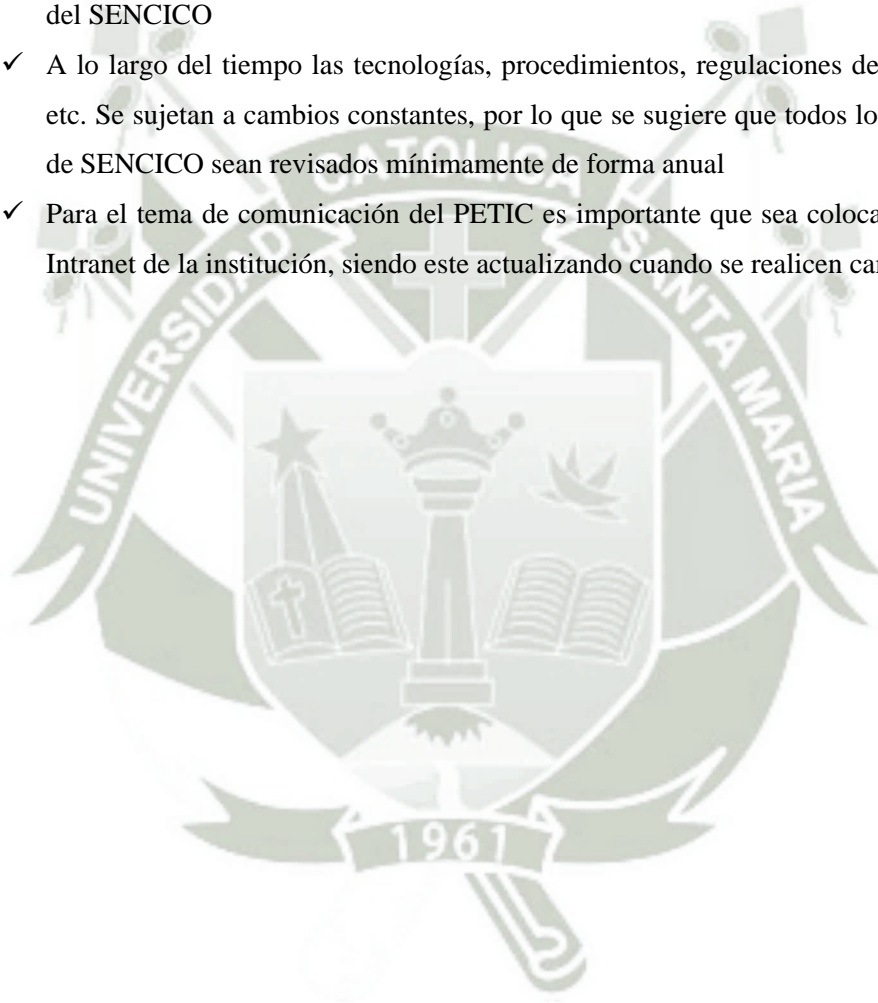 del SENCICO
✓ A lo largo del tiempo las tecnologías, procedimientos, regulaciones de
etc. Se sujetan a cambios constantes, por lo que se sugiere que todos lo
de SENCICO sean revisados mínimamente de forma anual
✓ Para el tema de comunicación del PETIC es importante que sea coloca
Intranet de la institución, siendo este actualizando cuando se realicen ca
UNIVERSIDAD CATOLICA SANTA MARIA
1961